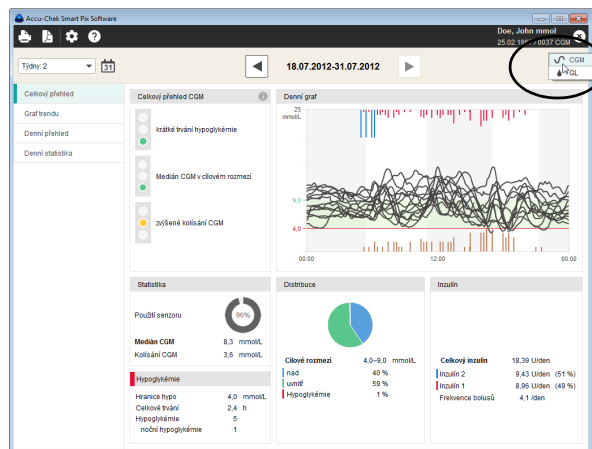 Accu-Chek Smart Pix Software
Doe, John mmol
0037 CGM
Týdny: 2
31
18.07.2012-31.07.2012
CGM
GL
Celkový přehled
Graf trendu
Denní přehled
Denní statistika
Celkový přehled CGM
krátké trvání hypoglykémie
Medián CGM v cílovém rozmezí
zvýšené kolísání CGM
Denní graf
25
mmol/L
9,0
4,0
00:00
12:00
00:00
Statistika
Použití senzoru
96%
Medián CGM 8,3 mmol/L
Kolísání CGM 3,6 mmol/L
Hypoglykémie
Hranice hypo 4,0 mmol/L
Celkové trvání 2,4 h
Hypoglykémie 5
noční hypoglykémie 1
Distribuce
Cílové rozmezí 4,0–9,0 mmol/L
nad 40 %
uvnitř 59 %
Hypoglykémie 1 %
Inzulín
Celkový inzulin 18,39 U/den
Inzulin 2 9,43 U/den (51 %)
Inzulin 1 8,96 U/den (49 %)
Frekvence bolusů 4,1 /den